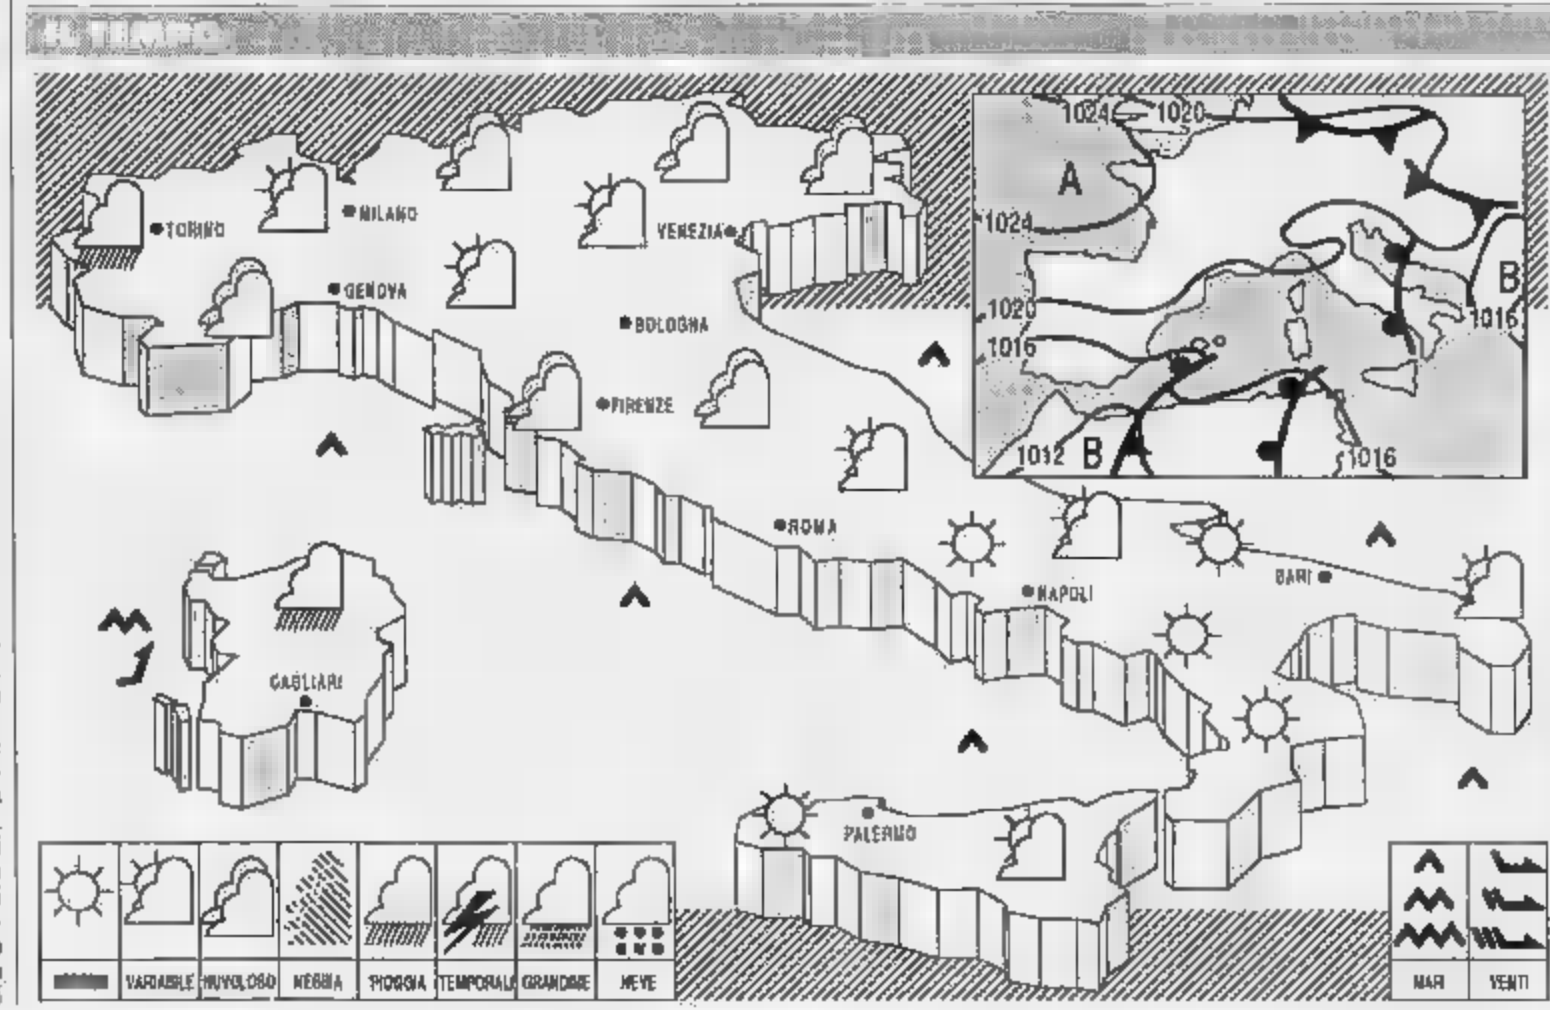 IL TEMPO
1024 1020
A
TORINO
MILANO
VENEZIA
1024
B
GENOVA
BOLOGNA
1020
1016
1016
FIRENZE
1012
B
1016
ROMA
NAPOLI
BARI
CAGLIARI
PALERMO
VARIABILE NUVOLOSO NEBBIA PIOGGIA TEMPORALE GRANDINE NEVE
MARI VENTI